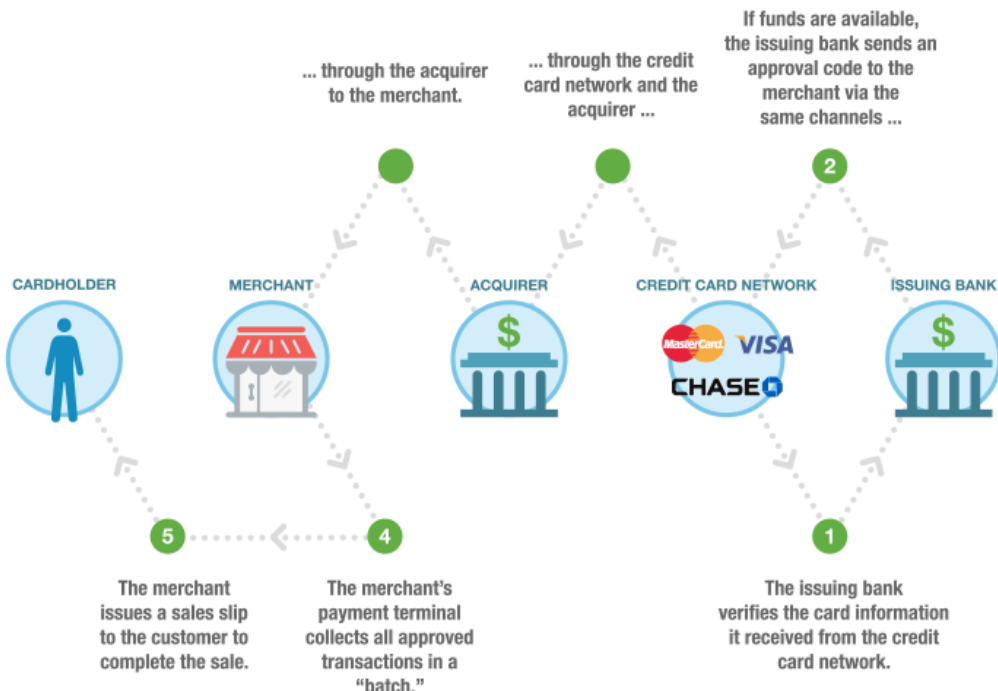 If funds are available,
the issuing bank sends an
approval code to the
merchant via the
same channels ...
... through the credit
card network and the
acquirer ...
... through the acquirer
to the merchant.
2
CARDHOLDER
MERCHANT
ACQUIRER
CREDIT CARD NETWORK
ISSUING BANK
$
MasterCard.
VISA
CHASE
$
5
4
1
The merchant
issues a sales slip
to the customer to
complete the sale.
The merchant's
payment terminal
collects all approved
transactions in a
“batch.”
The issuing bank
verifies the card information
it received from the credit
card network.